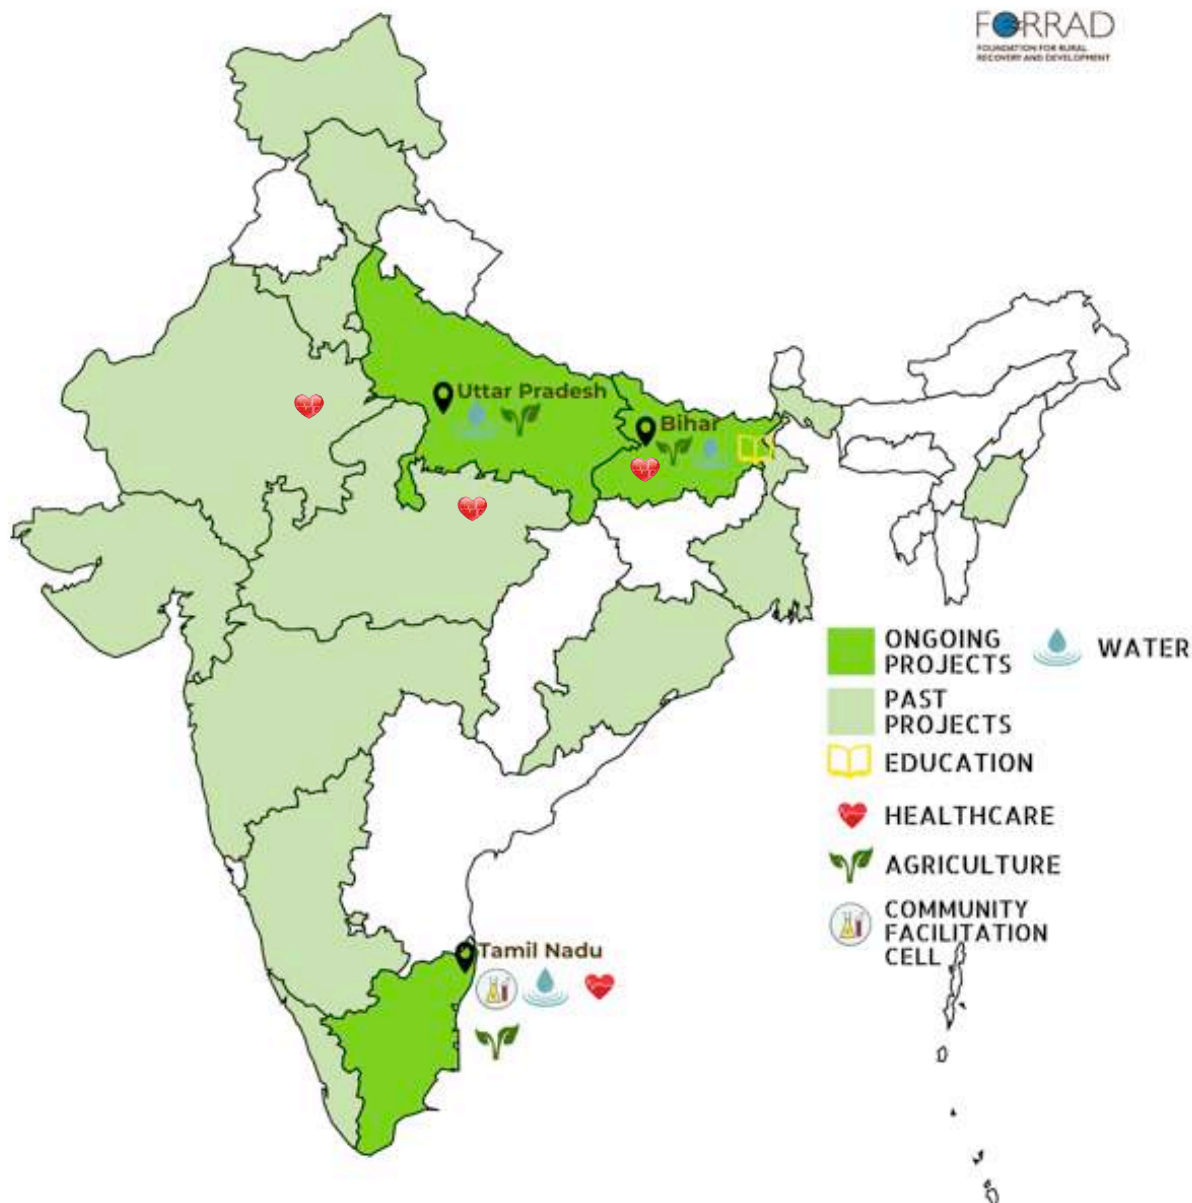 FORRAD
FOUNDATION FOR RURAL
RECOVERY AND DEVELOPMENT
Uttar Pradesh
Bihar
ONGOING
PROJECTS
WATER
PAST
PROJECTS
EDUCATION
HEALTHCARE
AGRICULTURE
COMMUNITY
FACILITATION
CELL
Tamil Nadu